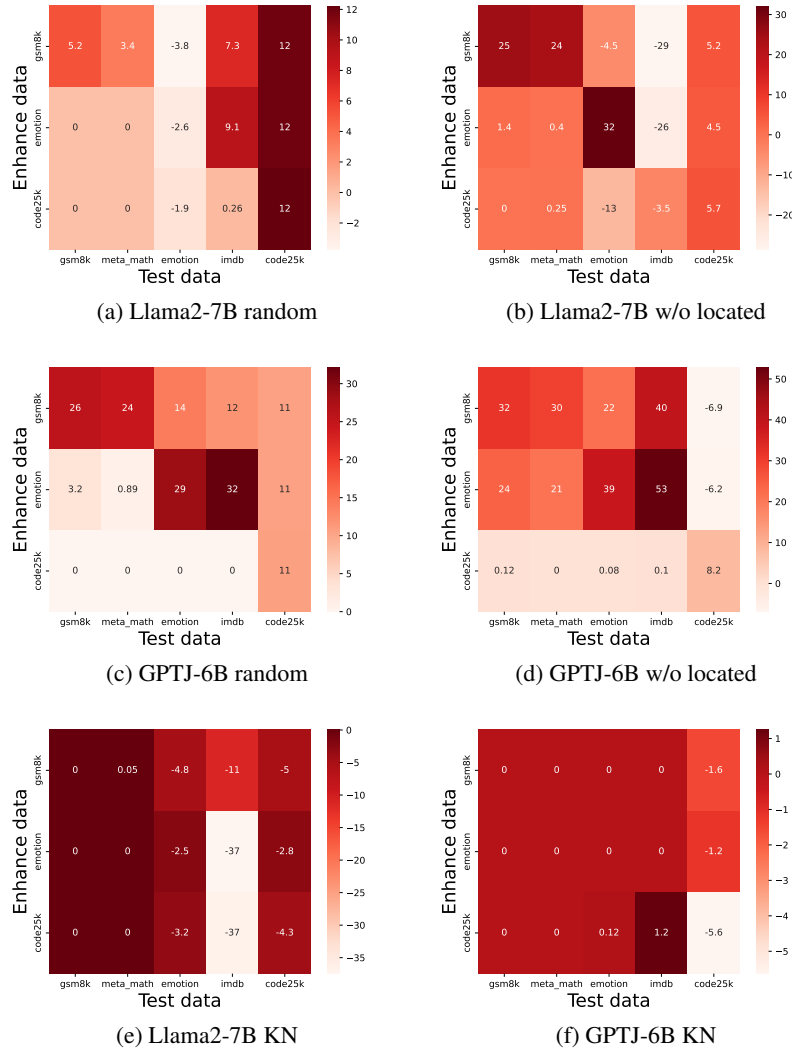 12
10
8
6
4
2
0
−2
Enhance data
gsm8k
5.2 3.4 -3.8 7.3 12
emotion
0 0 -2.6 9.1 12
code25k
0 0 -1.9 0.26 12
gsm8k meta_math emotion imdb code25k
Test data
(a) Llama2-7B random
30
20
10
0
−10
−20
Enhance data
gsm8k
25 24 -4.5 -29 5.2
emotion
1.4 0.4 32 -26 4.5
code25k
0 0.25 -13 -3.5 5.7
gsm8k meta_math emotion imdb code25k
Test data
(b) Llama2-7B w/o located
30
25
20
15
10
5
0
Enhance data
gsm8k
26 24 14 12 11
emotion
3.2 0.89 29 32 11
code25k
0 0 0 0 11
gsm8k meta_math emotion imdb code25k
Test data
(c) GPTJ-6B random
50
40
30
20
10
0
Enhance data
gsm8k
32 30 22 40 -6.9
emotion
24 21 39 53 -6.2
code25k
0.12 0 0.08 0.1 8.2
gsm8k meta_math emotion imdb code25k
Test data
(d) GPTJ-6B w/o located
0
−5
−10
−15
−20
−25
−30
−35
Enhance data
gsm8k
0 0.05 -4.8 -11 -5
emotion
0 0 -2.5 -37 -2.8
code25k
0 0 -3.2 -37 -4.3
gsm8k meta_math emotion imdb code25k
Test data
(e) Llama2-7B KN
1
0
−1
−2
−3
−4
−5
Enhance data
gsm8k
0 0 0 0 -1.6
emotion
0 0 0 0 -1.2
code25k
0 0 0.12 1.2 -5.6
gsm8k meta_math emotion imdb code25k
Test data
(f) GPTJ-6B KN